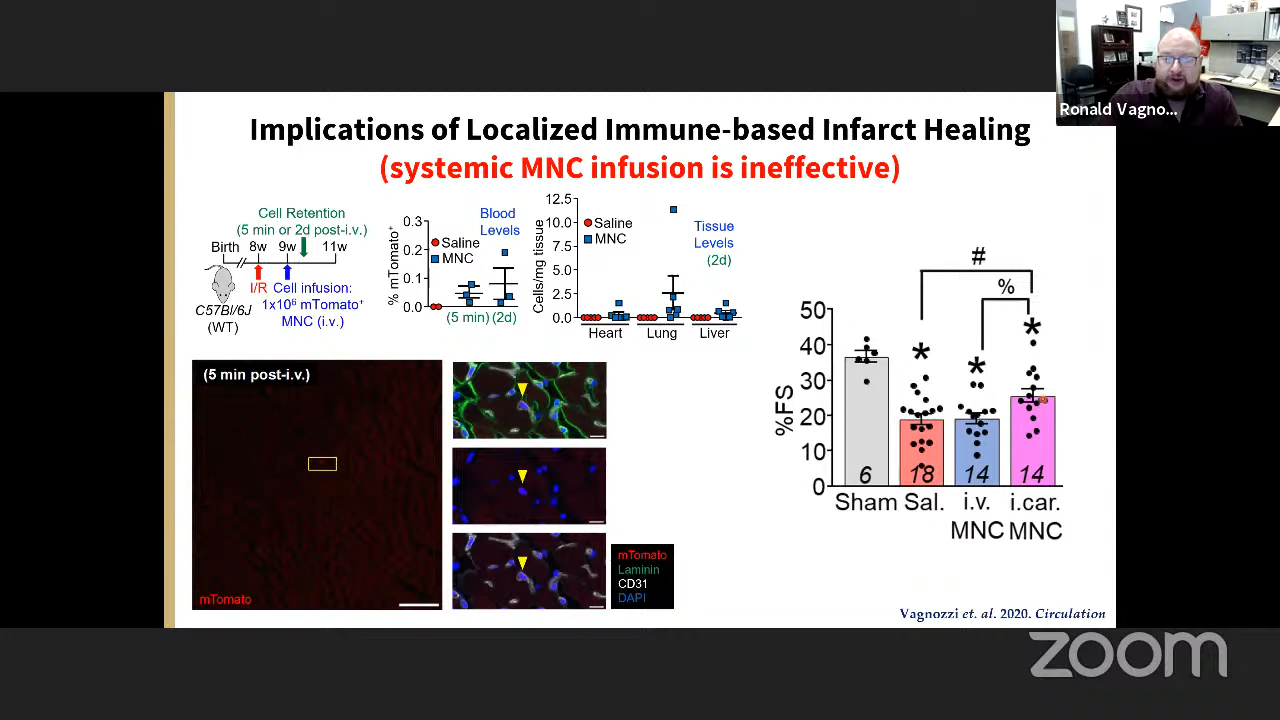 Ronald Vagno...
Implications of Localized Immune-based Infarct Healing
(systemic MNC infusion is ineffective)
Cell Retention
(5 min or 2d post-i.v.)
Birth 8w 9w 11w
I/R Cell infusion:
1x10⁶ mTomato⁺
MNC (i.v.)
C57Bl/6J
(WT)
% mTomato⁺
0.3
0.2
0.1
0.0
Blood
Levels
Saline
MNC
(5 min) (2d)
Cells/mg tissue
12.5
10.0
7.5
5.0
2.5
0.0
Saline
MNC
Tissue
Levels
(2d)
Heart Lung Liver
(5 min post-i.v.)
mTomato
mTomato
Laminin
CD31
DAPI
#
%
* * * *
%FS
50
40
30
20
10
0
6 18 14 14
Sham Sal. i.v. i.car.
MNC MNC
Vagnozzi et. al. 2020. Circulation
zoom